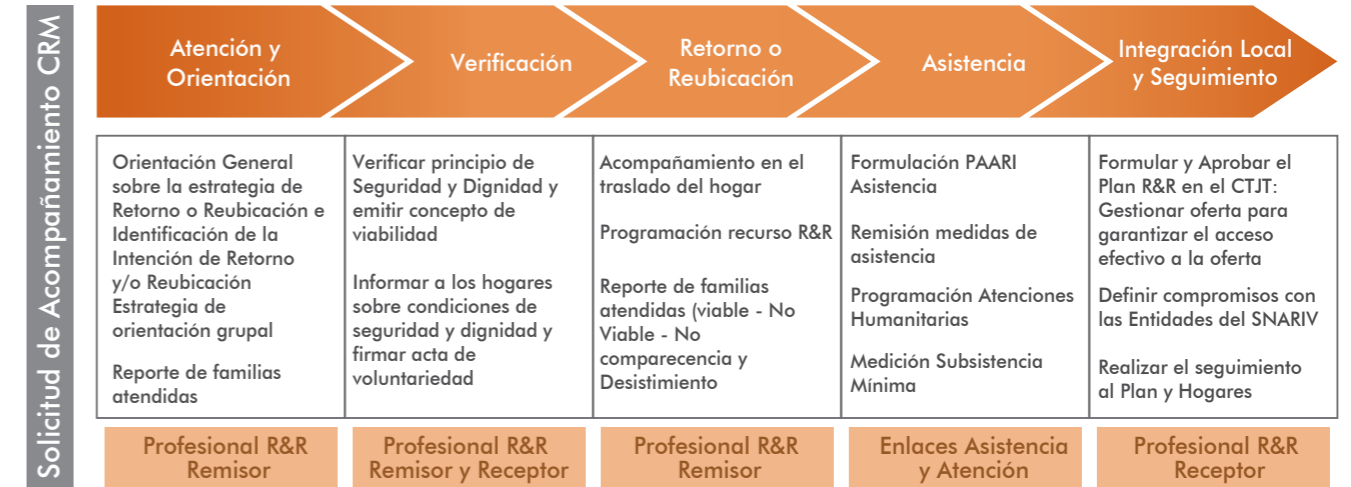 Solicitud de Acompañamiento CRM
Atención y
Orientación
Verificación
Retorno o
Reubicación
Asistencia
Integración Local
y Seguimiento
Orientación General
sobre la estrategia de
Retorno o Reubicación e
Identificación de la
Intención de Retorno
y/o Reubicación
Estrategia de
orientación grupal
Reporte de familias
atendidas
Verificar principio de
Seguridad y Dignidad y
emitir concepto de
viabilidad
Informar a los hogares
sobre condiciones de
seguridad y dignidad y
firmar acta de
voluntariedad
Acompañamiento en el
traslado del hogar
Programación recurso R&R
Reporte de familias
atendidas (viable - No
Viable - No
comparecencia y
Desistimiento
Formulación PAARI
Asistencia
Remisión medidas de
asistencia
Programación Atenciones
Humanitarias
Medición Subsistencia
Mínima
Formular y Aprobar el
Plan R&R en el CTJT:
Gestionar oferta para
garantizar el acceso
efectivo a la oferta
Definir compromisos con
las Entidades del SNARIV
Realizar el seguimiento
al Plan y Hogares
Profesional R&R
Remisor
Profesional R&R
Remisor y Receptor
Profesional R&R
Remisor
Enlaces Asistencia
y Atención
Profesional R&R
Receptor